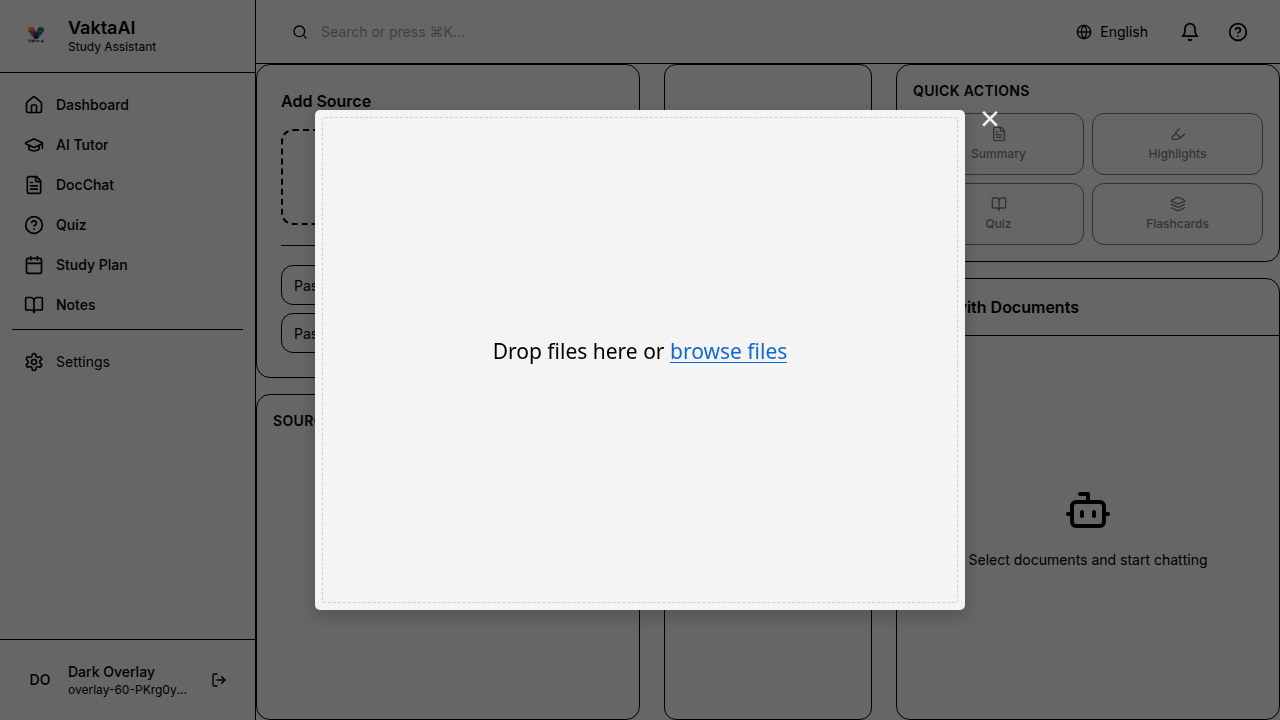 VaktaAI
Study Assistant
Dashboard
AI Tutor
DocChat
Quiz
Study Plan
Notes
Settings
DO
Dark Overlay
overlay-60-PKrg0y...
Search or press ⌘K...
English
Add Source
Pas
Pas
SOUR
Drop files here or browse files
QUICK ACTIONS
Summary
Highlights
Quiz
Flashcards
with Documents
Select documents and start chatting